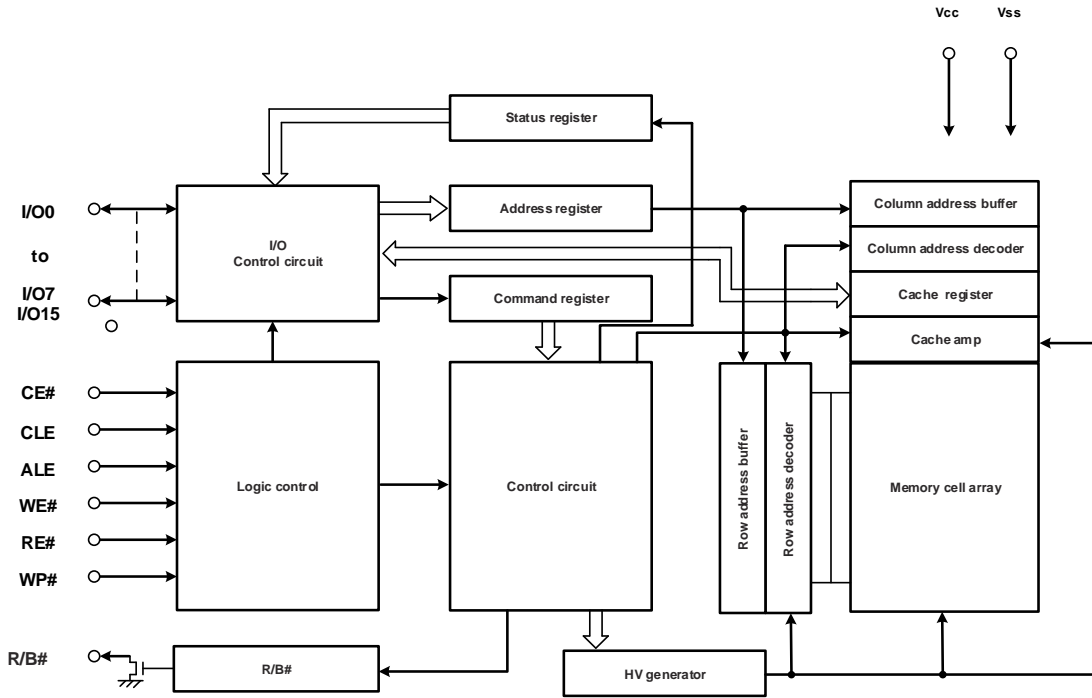 Vcc
Vss
Status register
I/O0
to
I/O7
I/O15
I/O
Control circuit
Address register
Command register
Column address buffer
Column address decoder
Cache register
Cache amp
CE#
CLE
ALE
WE#
RE#
WP#
Logic control
Control circuit
Row address buffer
Row address decoder
Memory cell array
R/B#
R/B#
HV generator